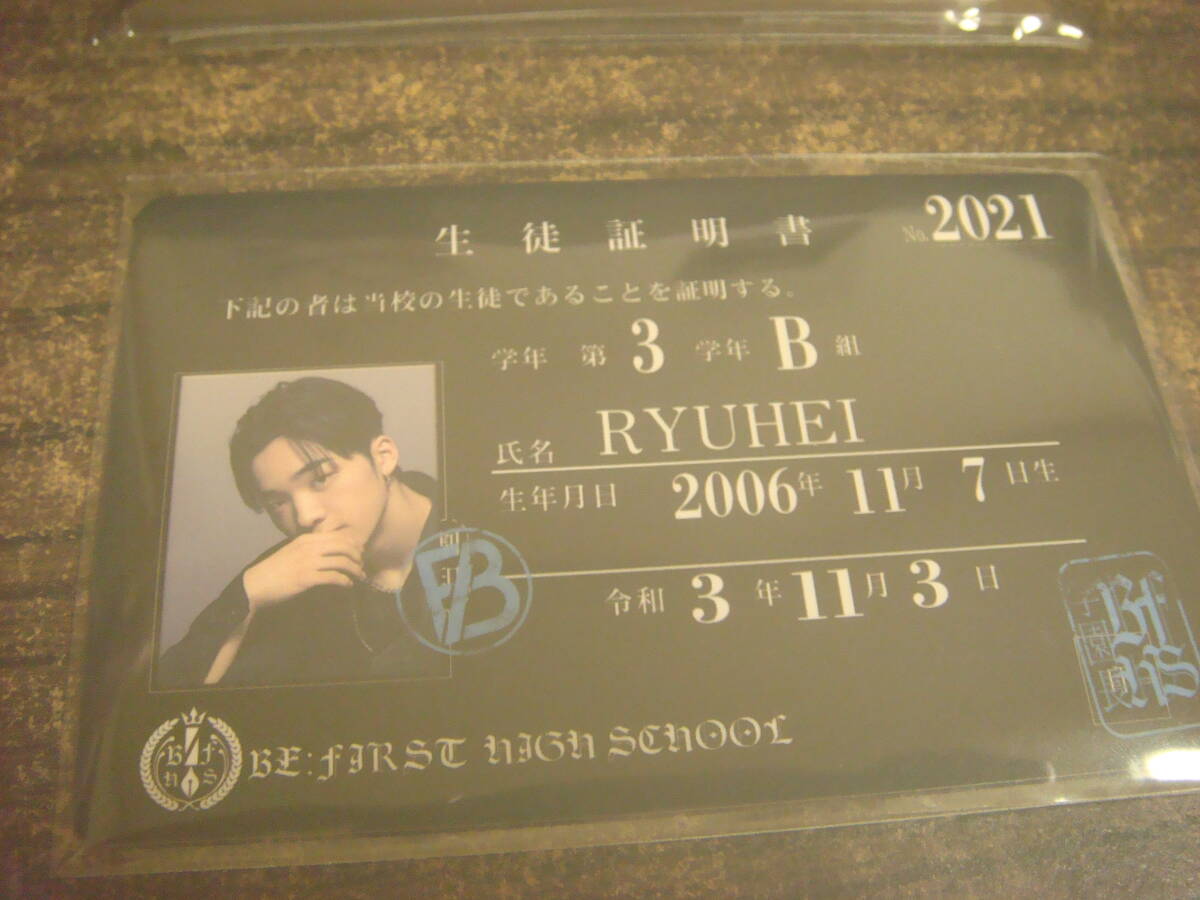 生徒証明書 No.2021
下記の者は当校の生徒であることを証明する。
学年 第 3 学年 B 組
氏名 RYUHEI
生年月日 2006年 11月 7日生
令和 3 年 11月 3 日
BE:FIRST HIGH SCHOOL